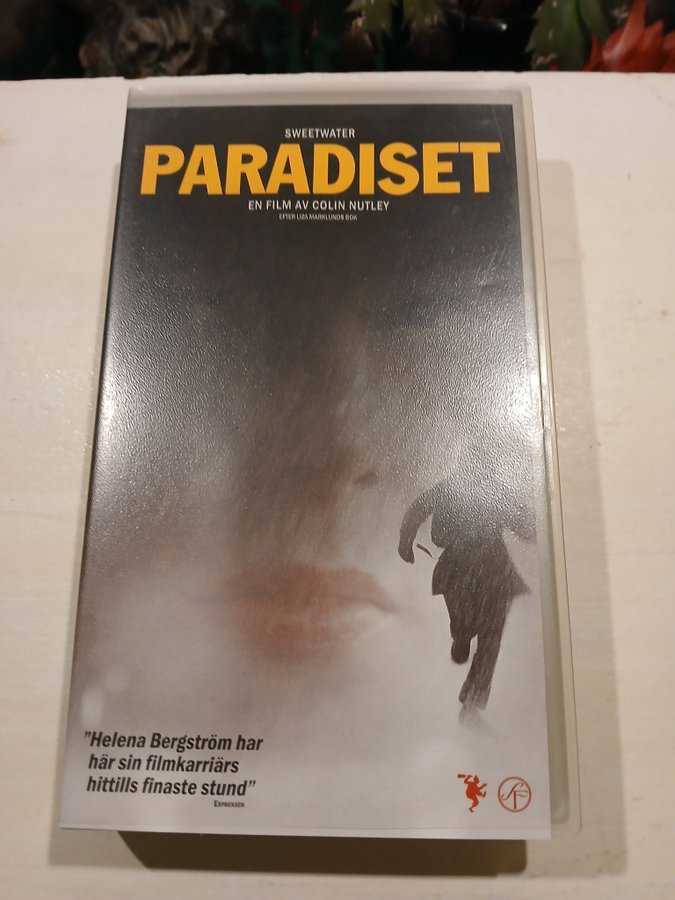 SWEETWATER
PARADISET
EN FILM AV COLIN NUTLEY
EFTER LIZA MARKLUNDS BOK
"Helena Bergström har
här sin filmkarriärs
hittills finaste stund"
EXPRESSEN
SF